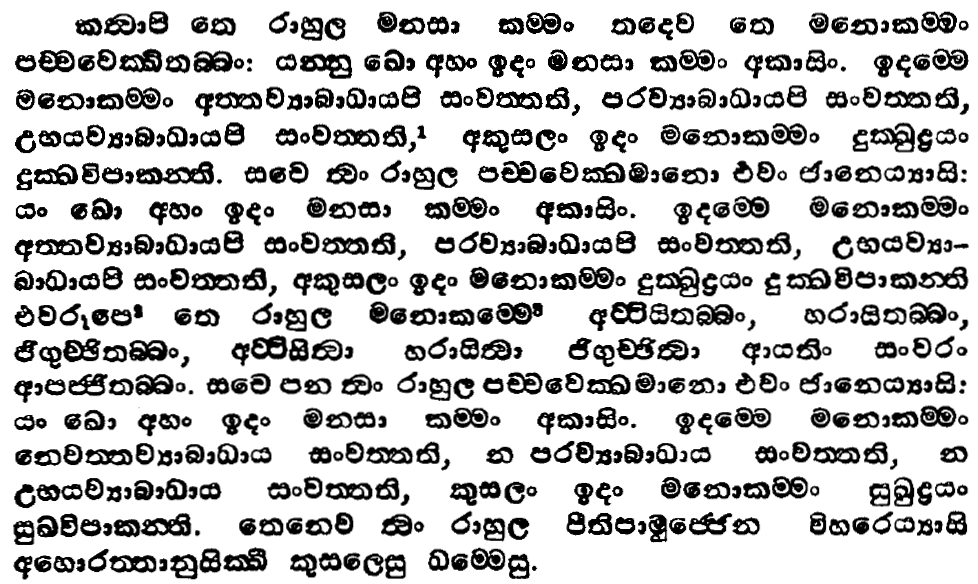 කත්‍වාපි තෙ රාහුල මනසා කම්මං තදෙව තෙ මනොකම්මං
පච්චවෙක්ඛිතබ්බං: යන්නු ඛො අහං ඉදං මනසා කම්මං අකාසිං. ඉදම්මෙ
මනොකම්මං අත්තව්‍යාබාධායපි සංවත්තති, පරව්‍යාබාධායපි සංවත්තති,
උභයව්‍යාබාධායපි සංවත්තති,¹ අකුසලං ඉදං මනොකම්මං දුක්ඛුද්‍රයං
දුක්ඛවිපාකන්ති. සචෙ ත්‍වං රාහුල පච්චවෙක්ඛමානො එවං ජානෙය්‍යාසි:
යං ඛො අහං ඉදං මනසා කම්මං අකාසිං. ඉදම්මෙ මනොකම්මං
අත්තව්‍යාබාධායපි සංවත්තති, පරව්‍යාබාධායපි සංවත්තති, උභයව්‍යා-
බාධායපි සංවත්තති, අකුසලං ඉදං මනොකම්මං දුක්ඛුද්‍රයං දුක්ඛවිපාකන්ති
එවරූපෙ² තෙ රාහුල මනොකම්මෙ³ අට්ටීයිතබ්බං, හරායිතබ්බං,
ජිගුච්ඡිතබ්බං, අට්ටීයිත්‍වා හරායිත්‍වා ජිගුච්ඡිත්‍වා ආයතිං සංවරං
ආපජ්ජිතබ්බං. සචෙ පන ත්‍වං රාහුල පච්චවෙක්ඛමානො එවං ජානෙය්‍යාසි:
යං ඛො අහං ඉදං මනසා කම්මං අකාසිං. ඉදම්මෙ මනොකම්මං
නෙවත්තව්‍යාබාධාය සංවත්තති, න පරව්‍යාබාධාය සංවත්තති, න
උභයව්‍යාබාධාය සංවත්තති, කුසලං ඉදං මනොකම්මං සුඛුද්‍රයං
සුඛවිපාකන්ති. තෙනෙව ත්‍වං රාහුල පීතිපාමුජ්ජෙන විහරෙය්‍යාසි
අහොරත්තානුසික්ඛී කුසලෙසු ධම්මෙසු.